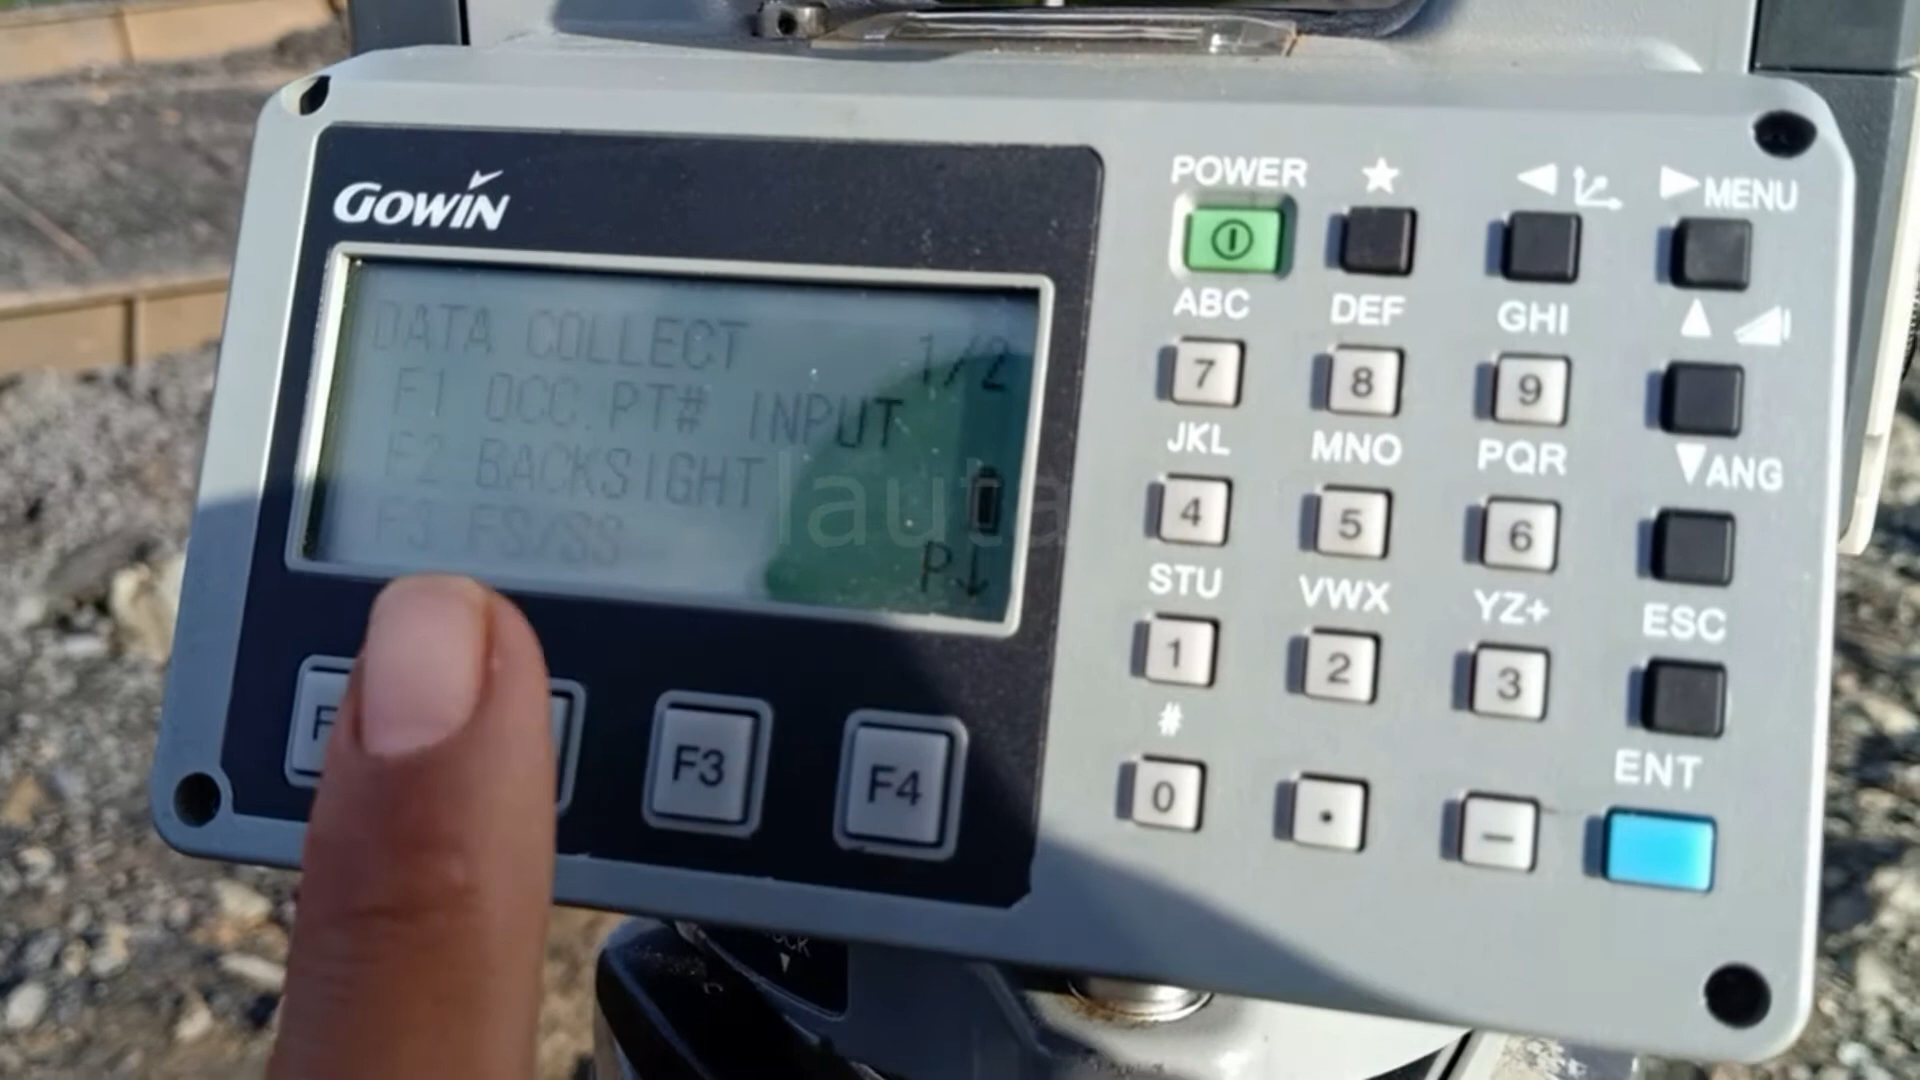 GOWIN
DATA COLLECT 1/2
F1 OCC.PT# INPUT
F2 BACKSIGHT
F3 FS/SS P↓
F3 F4
POWER ★ ◀ ▶ MENU
ABC DEF GHI ▲
7 8 9
JKL MNO PQR ▼ANG
4 5 6
STU VWX YZ+ ESC
1 2 3
# ENT
0 . −
lauta